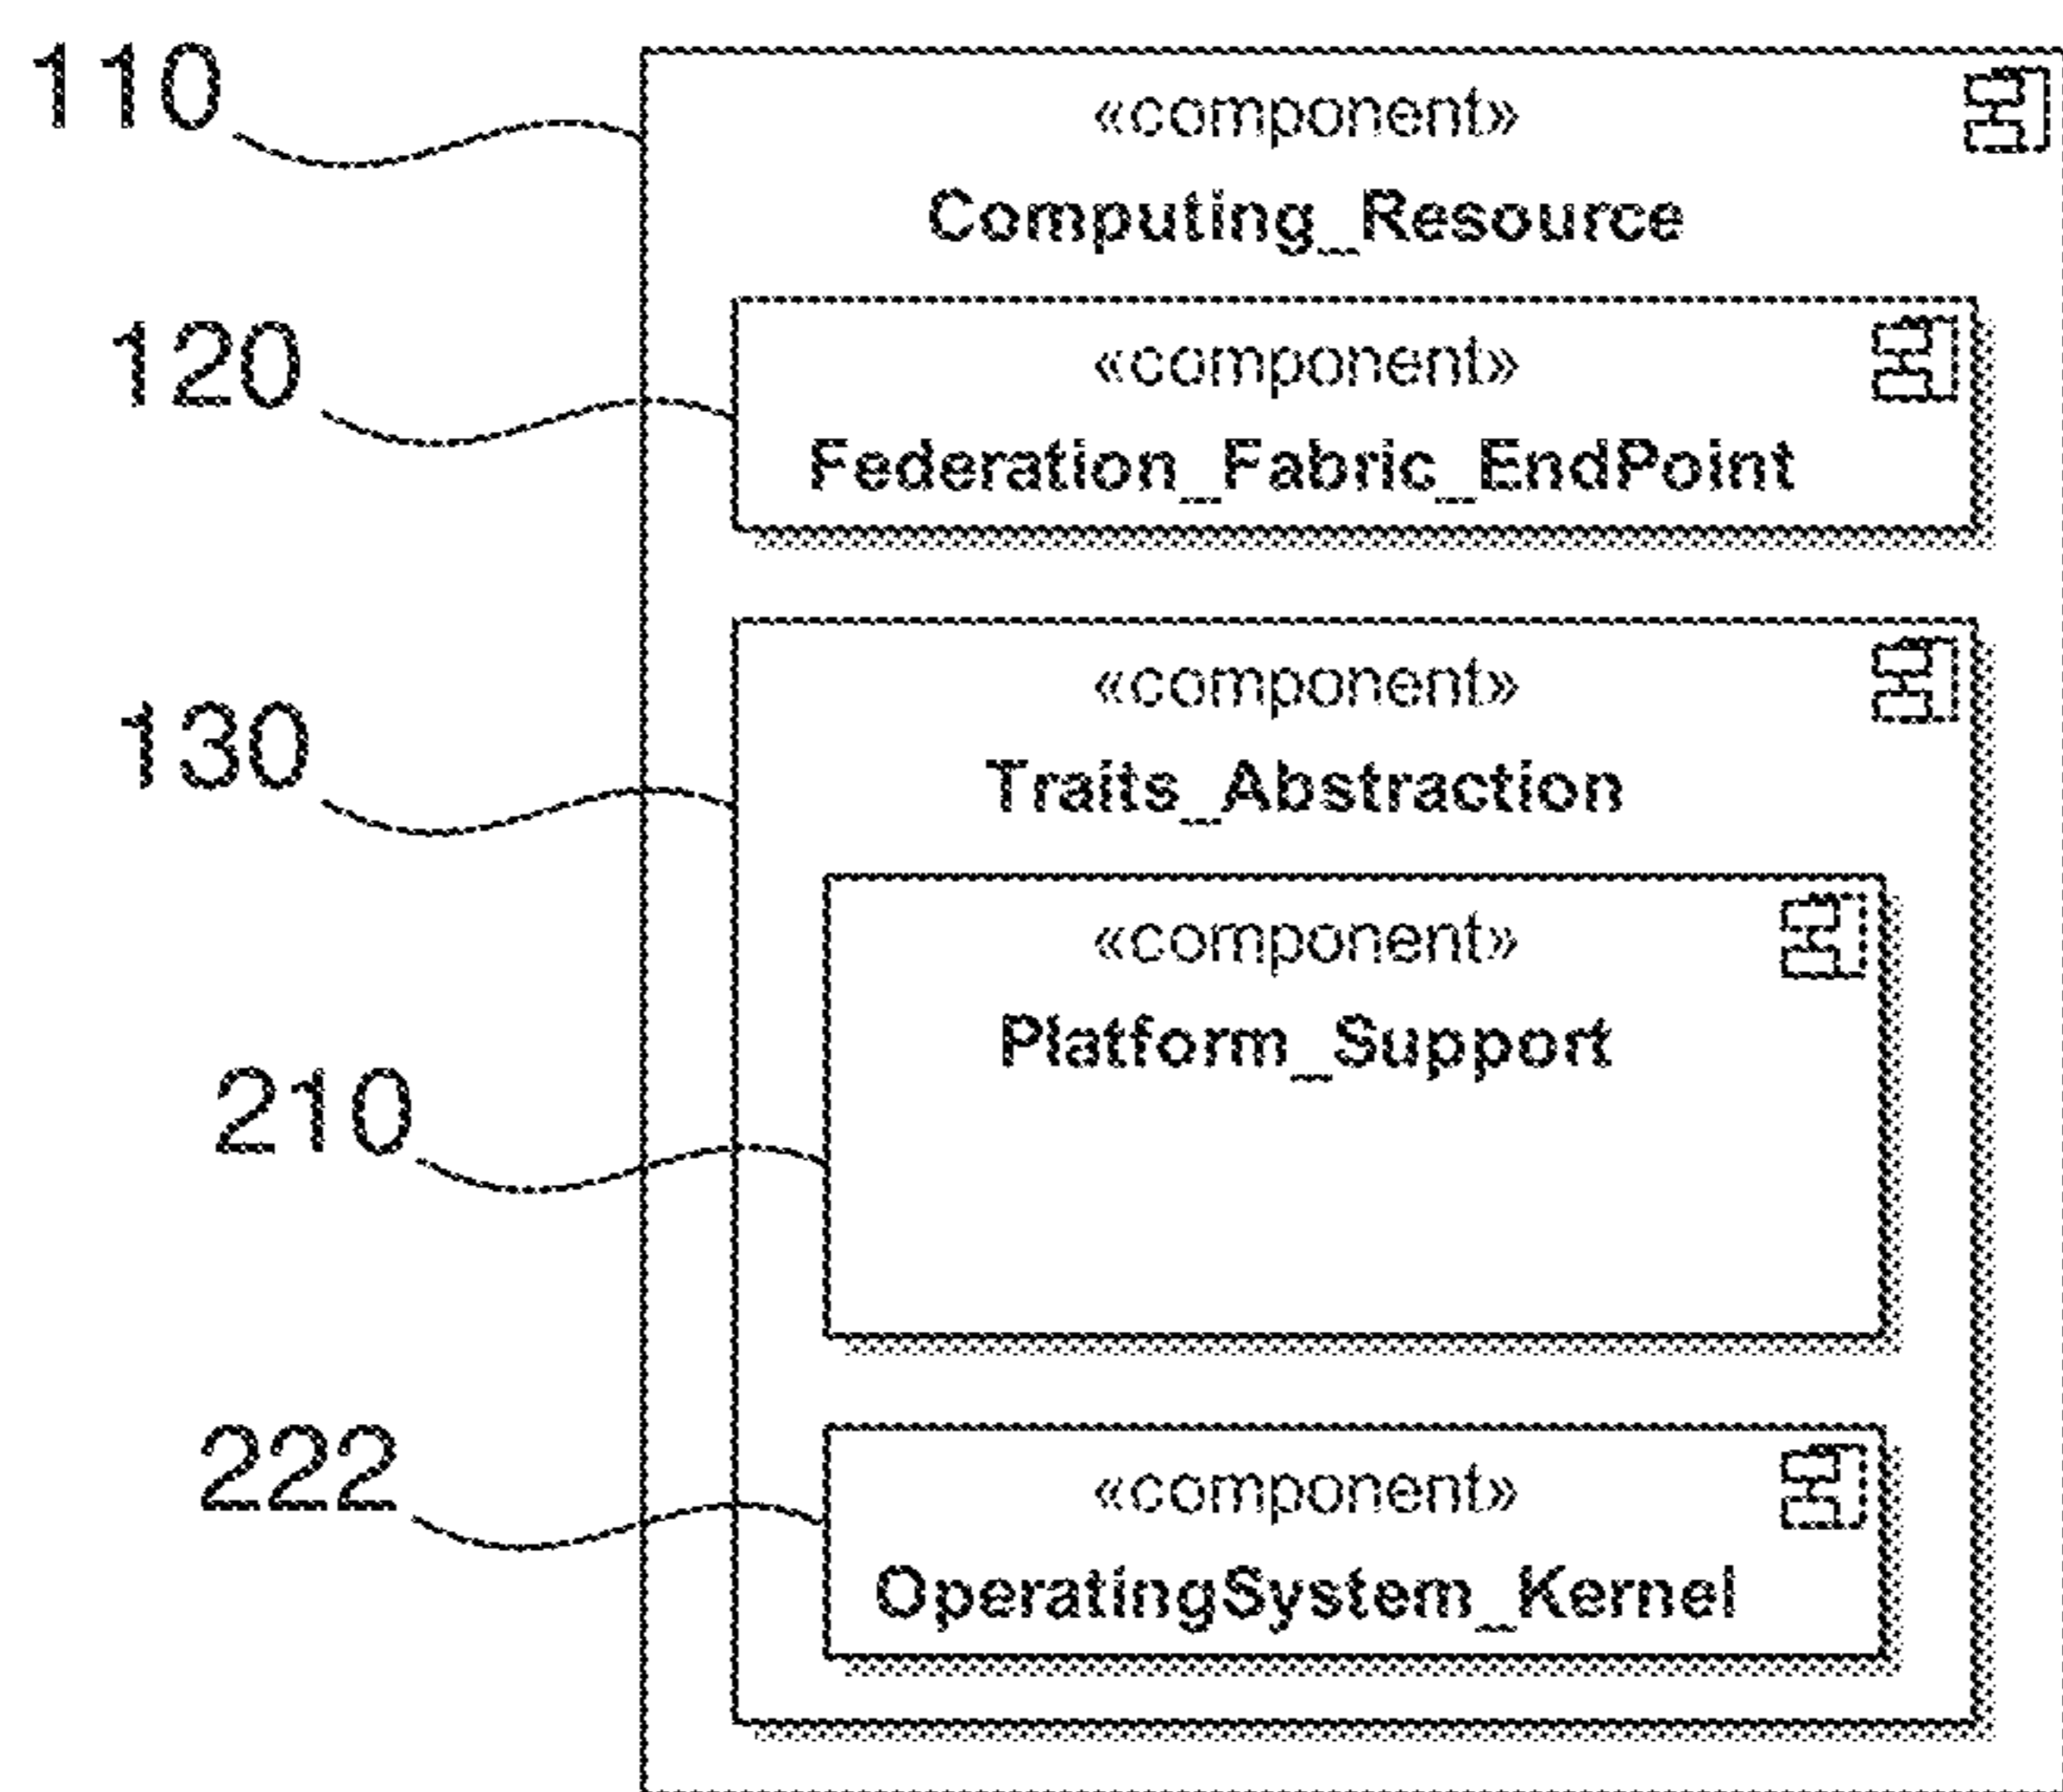 110
«component»
Computing_Resource
120
«component»
Federation_Fabric_EndPoint
130
«component»
Traits_Abstraction
210
«component»
Platform_Support
222
«component»
OperatingSystem_Kernel